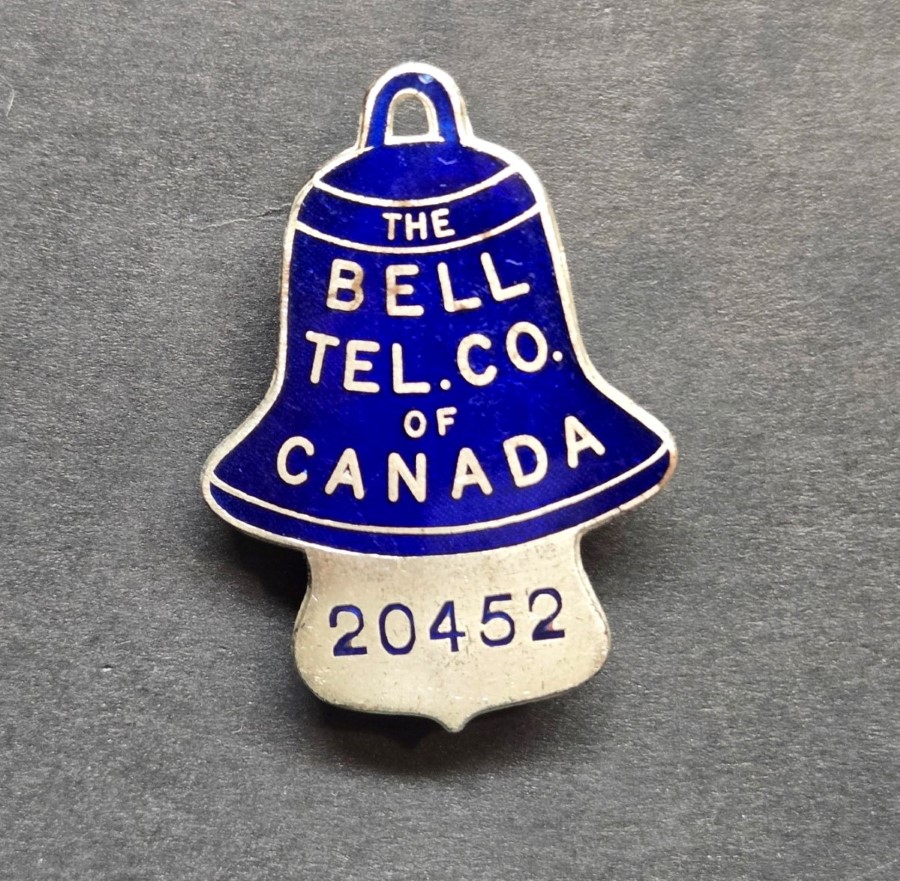 THE
BELL
TEL. CO.
OF
CANADA
20452